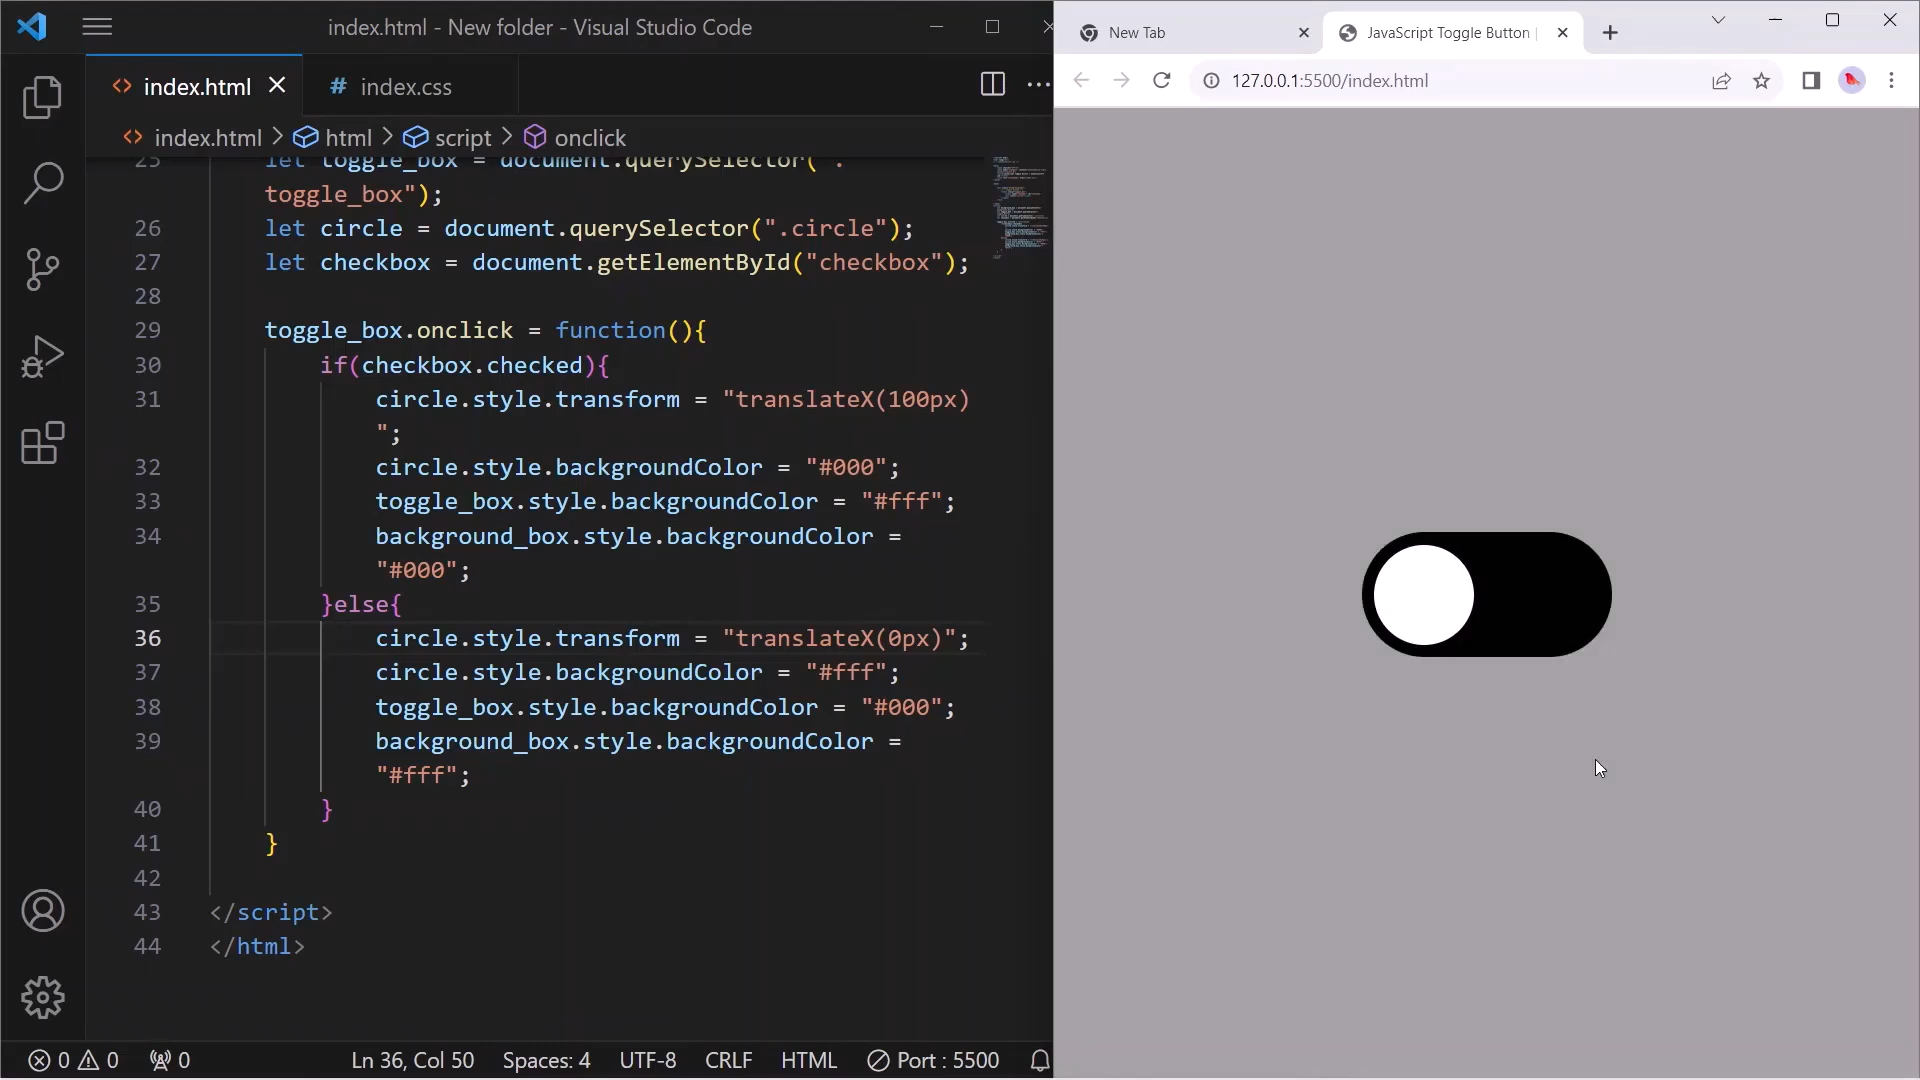 index.html - New folder - Visual Studio Code
index.html
# index.css
index.html > html > script > onclick
25 let toggle_box = document.querySelector(".
toggle_box");
26 let circle = document.querySelector(".circle");
27 let checkbox = document.getElementById("checkbox");
28
29 toggle_box.onclick = function(){
30 if(checkbox.checked){
31 circle.style.transform = "translateX(100px)
";
32 circle.style.backgroundColor = "#000";
33 toggle_box.style.backgroundColor = "#fff";
34 background_box.style.backgroundColor =
"#000";
35 }else{
36 circle.style.transform = "translateX(0px)";
37 circle.style.backgroundColor = "#fff";
38 toggle_box.style.backgroundColor = "#000";
39 background_box.style.backgroundColor =
"#fff";
40 }
41 }
42
43 </script>
44 </html>
0 0 0 Ln 36, Col 50 Spaces: 4 UTF-8 CRLF HTML Port : 5500
New Tab
JavaScript Toggle Button |
127.0.0.1:5500/index.html